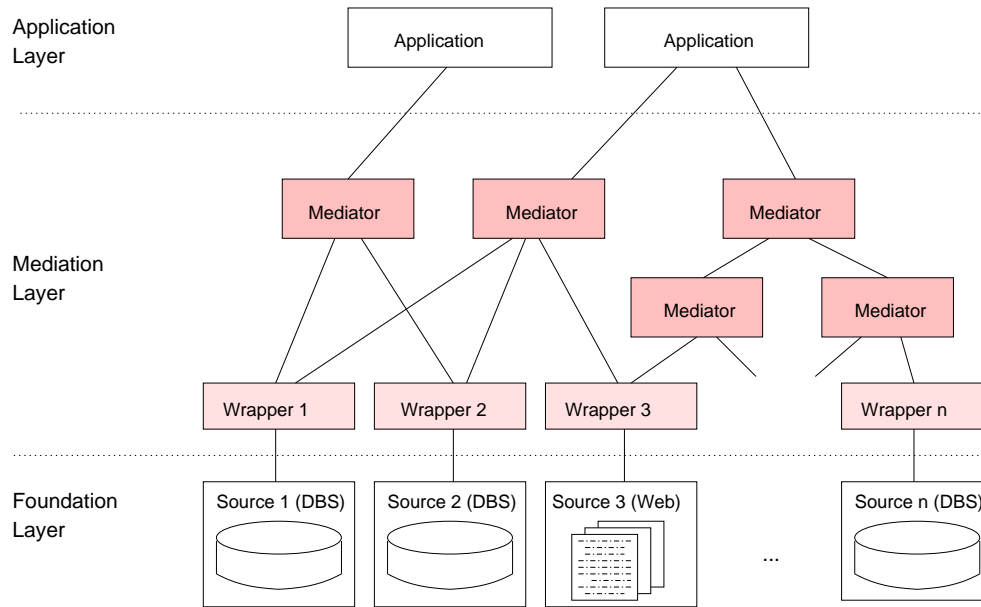 Application
Layer
Application
Application
Mediation
Layer
Mediator
Mediator
Mediator
Mediator
Mediator
Wrapper 1
Wrapper 2
Wrapper 3
Wrapper n
Foundation
Layer
Source 1 (DBS)
Source 2 (DBS)
Source 3 (Web)
...
Source n (DBS)